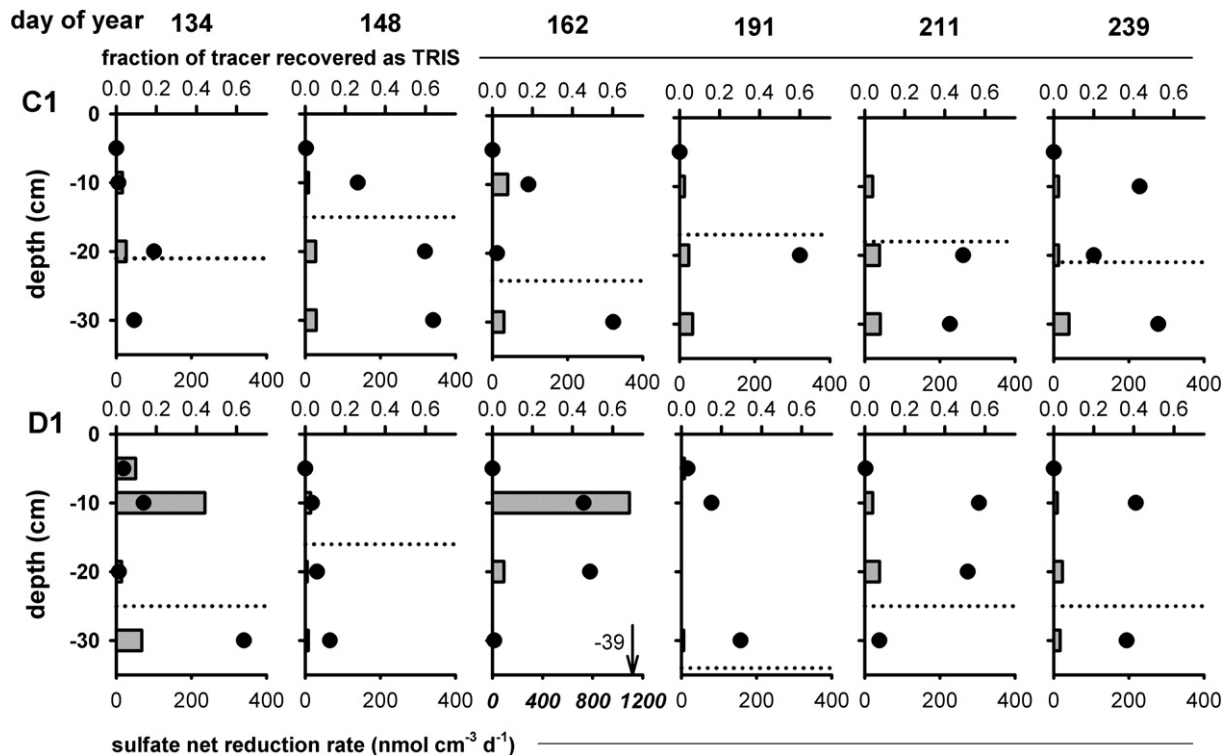 day of year 134 148 162 191 211 239
fraction of tracer recovered as TRIS
C1 0.0 0.2 0.4 0.6 0.0 0.2 0.4 0.6 0.0 0.2 0.4 0.6 0.0 0.2 0.4 0.6 0.0 0.2 0.4 0.6 0.0 0.2 0.4 0.6
0
-10
-20
-30
depth (cm)
0 200 400 0 200 400 0 200 400 0 200 400 0 200 400 0 200 400
D1 0.0 0.2 0.4 0.6 0.0 0.2 0.4 0.6 0.0 0.2 0.4 0.6 0.0 0.2 0.4 0.6 0.0 0.2 0.4 0.6 0.0 0.2 0.4 0.6
0
-10
-20
-30
depth (cm)
-39
0 200 400 0 200 400 0 400 800 1200 0 200 400 0 200 400 0 200 400
sulfate net reduction rate (nmol cm⁻³ d⁻¹)